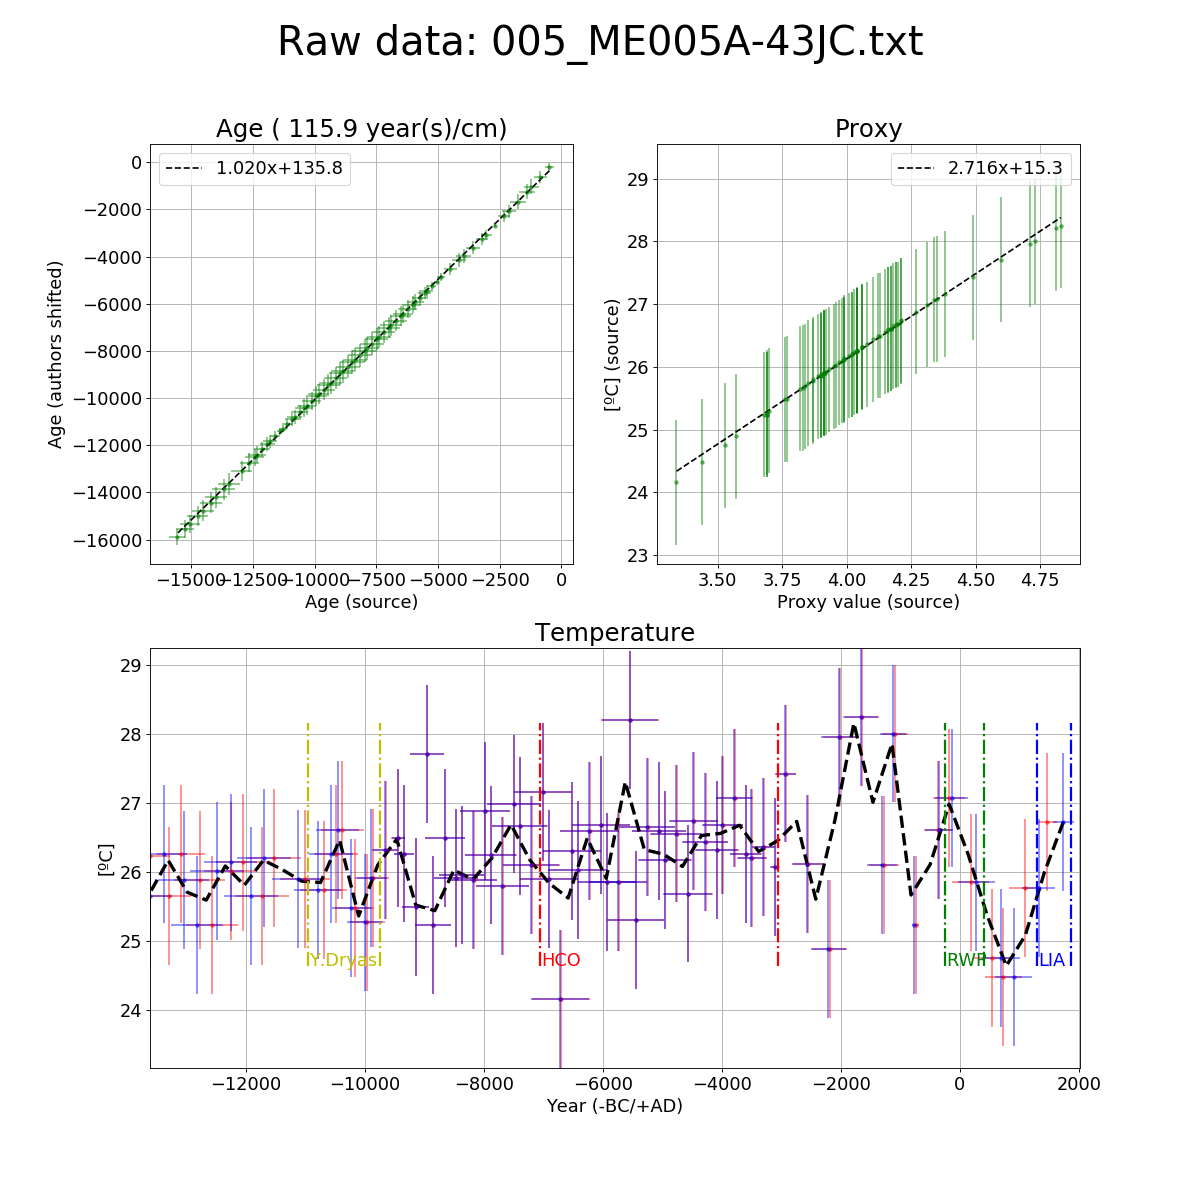 Raw data: 005_ME005A-43JC.txt
Age ( 115.9 year(s)/cm)
1.020x+135.8
Age (authors shifted)
0
−2000
−4000
−6000
−8000
−10000
−12000
−14000
−16000
−15000 −12500 −10000 −7500 −5000 −2500 0
Age (source)
Proxy
2.716x+15.3
[ºC] (source)
29
28
27
26
25
24
23
3.50 3.75 4.00 4.25 4.50 4.75
Proxy value (source)
Temperature
[ºC]
29
28
27
26
25
24
Y.Dryas HCO RWP LIA
−12000 −10000 −8000 −6000 −4000 −2000 0 2000
Year (-BC/+AD)